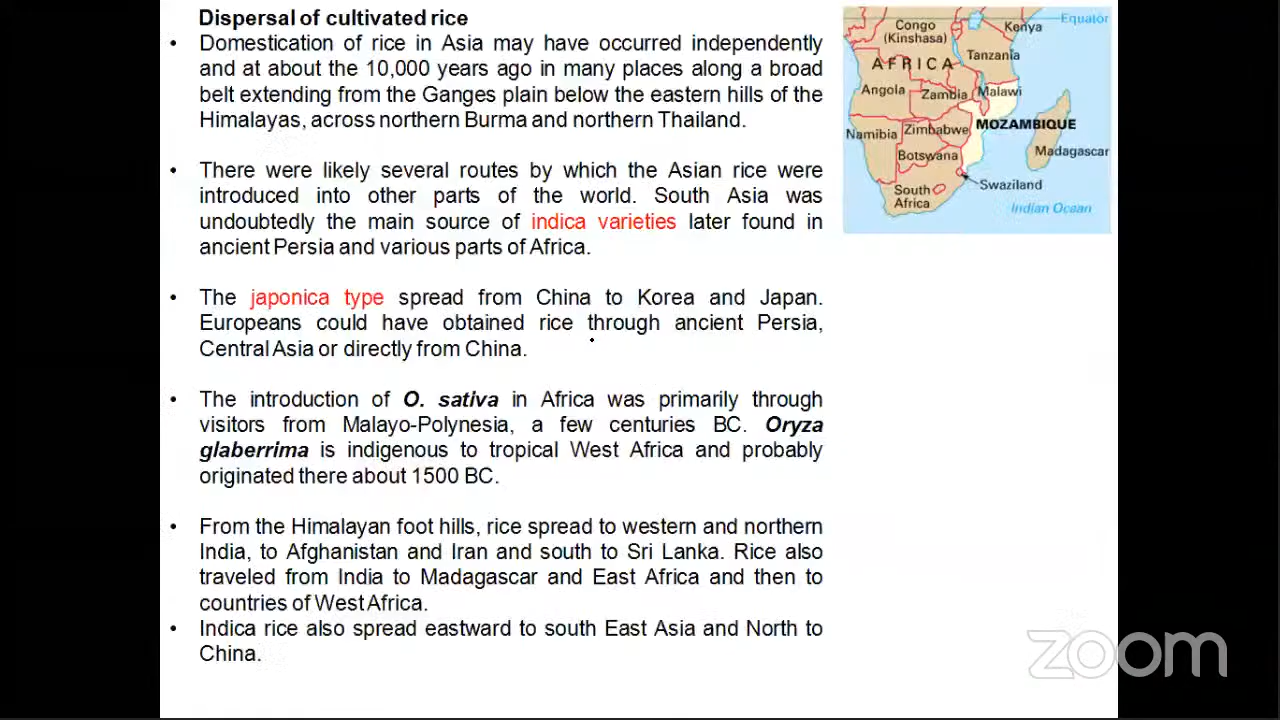 Dispersal of cultivated rice
• Domestication of rice in Asia may have occurred independently
and at about the 10,000 years ago in many places along a broad
belt extending from the Ganges plain below the eastern hills of the
Himalayas, across northern Burma and northern Thailand.
• There were likely several routes by which the Asian rice were
introduced into other parts of the world. South Asia was
undoubtedly the main source of indica varieties later found in
ancient Persia and various parts of Africa.
• The japonica type spread from China to Korea and Japan.
Europeans could have obtained rice through ancient Persia,
Central Asia or directly from China.
• The introduction of O. sativa in Africa was primarily through
visitors from Malayo-Polynesia, a few centuries BC. Oryza
glaberrima is indigenous to tropical West Africa and probably
originated there about 1500 BC.
• From the Himalayan foot hills, rice spread to western and northern
India, to Afghanistan and Iran and south to Sri Lanka. Rice also
traveled from India to Madagascar and East Africa and then to
countries of West Africa.
• Indica rice also spread eastward to south East Asia and North to
China.
Equator
Congo
(Kinshasa)
Kenya
Tanzania
AFRICA
Angola
Zambia
Malawi
MOZAMBIQUE
Namibia
Zimbabwe
Botswana
Madagascar
Swaziland
South
Africa
Indian Ocean
zoom